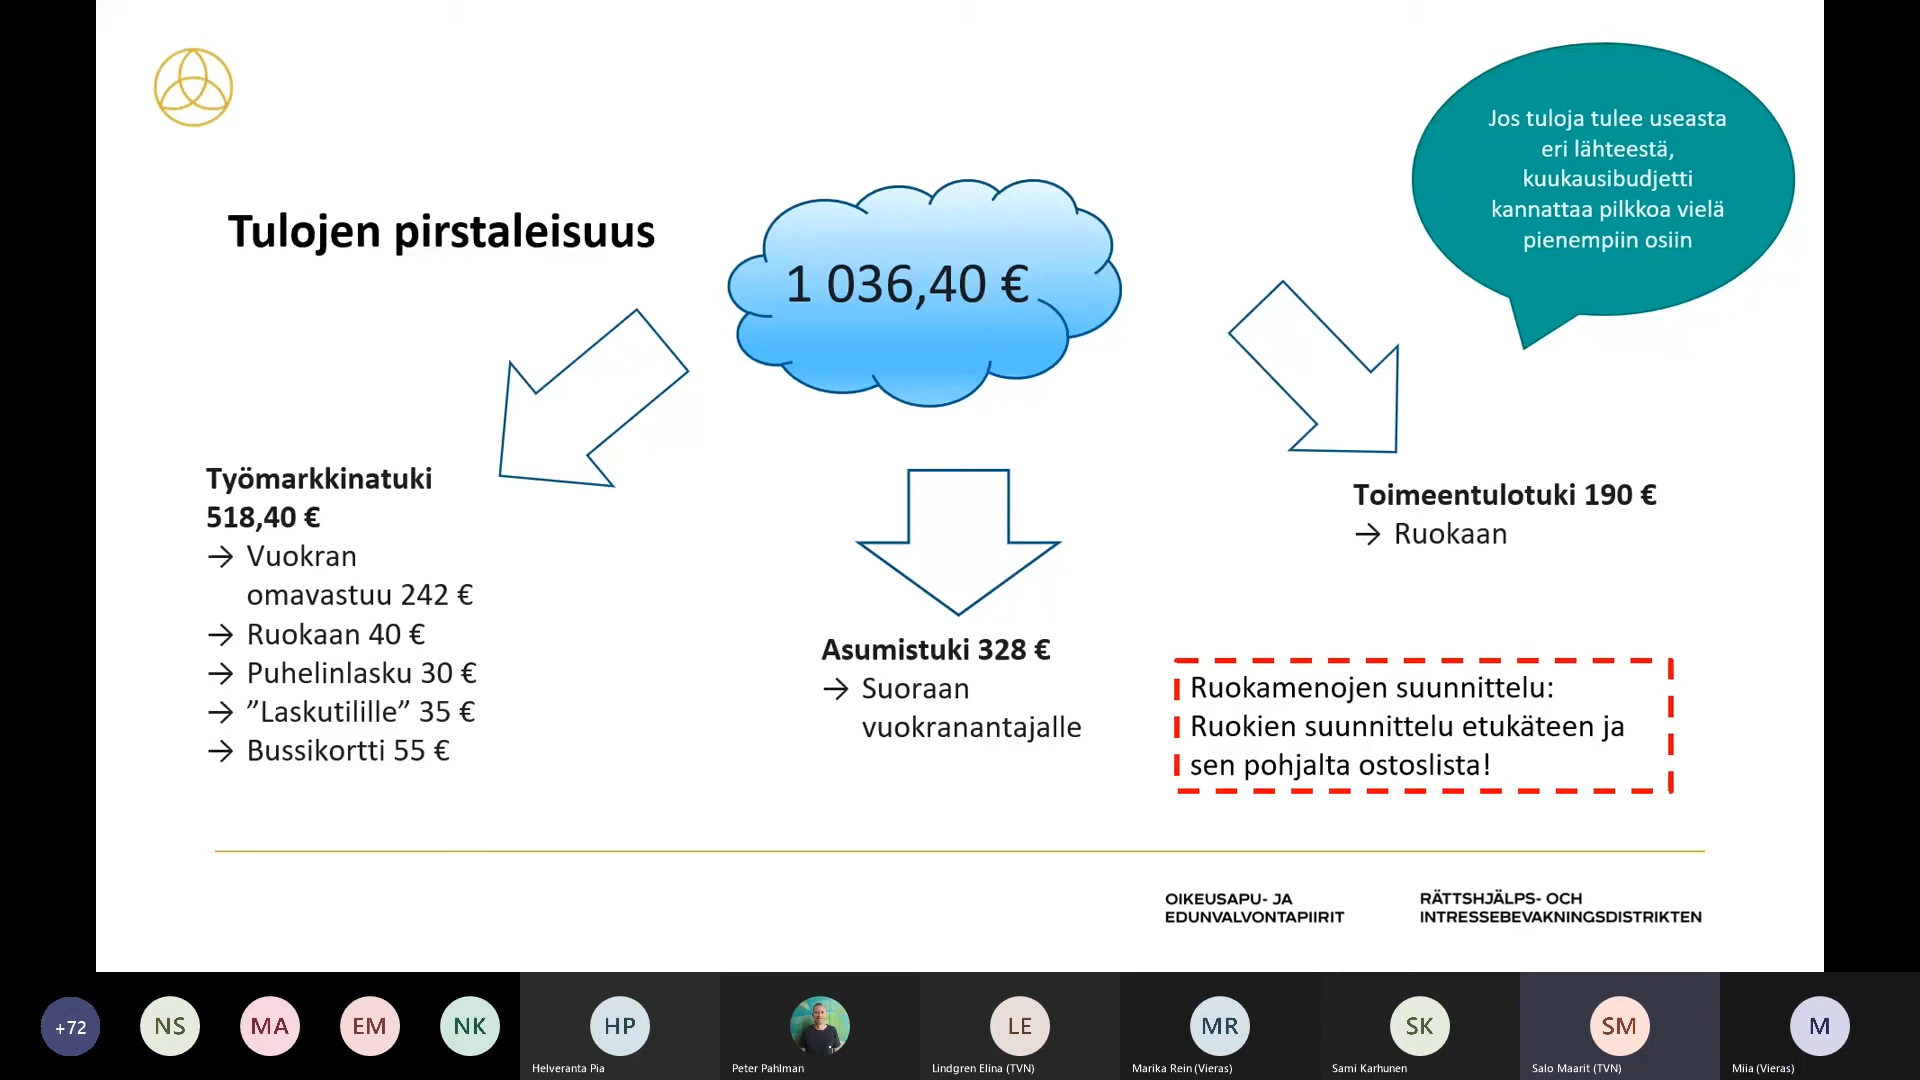 Jos tuloja tulee useasta
eri lähteestä,
kuukausibudjetti
kannattaa pilkkoa vielä
pienempiin osiin
Tulojen pirstaleisuus
1 036,40 €
Työmarkkinatuki
518,40 €
→ Vuokran
omavastuu 242 €
→ Ruokaan 40 €
→ Puhelinlasku 30 €
→ ”Laskutilille” 35 €
→ Bussikortti 55 €
Asumistuki 328 €
→ Suoraan
vuokranantajalle
Toimeentulotuki 190 €
→ Ruokaan
Ruokamenojen suunnittelu:
Ruokien suunnittelu etukäteen ja
sen pohjalta ostoslista!
OIKEUSAPU- JA
EDUNVALVONTAPIIRIT
RÄTTSHJÄLPS- OCH
INTRESSEBEVAKNINGSDISTRIKTEN
+72
NS
MA
EM
NK
HP
Helveranta Pia
Peter Pahlman
LE
Lindgren Elina (TVN)
MR
Marika Rein (Vieras)
SK
Sami Karhunen
SM
Salo Maarit (TVN)
M
Miia (Vieras)